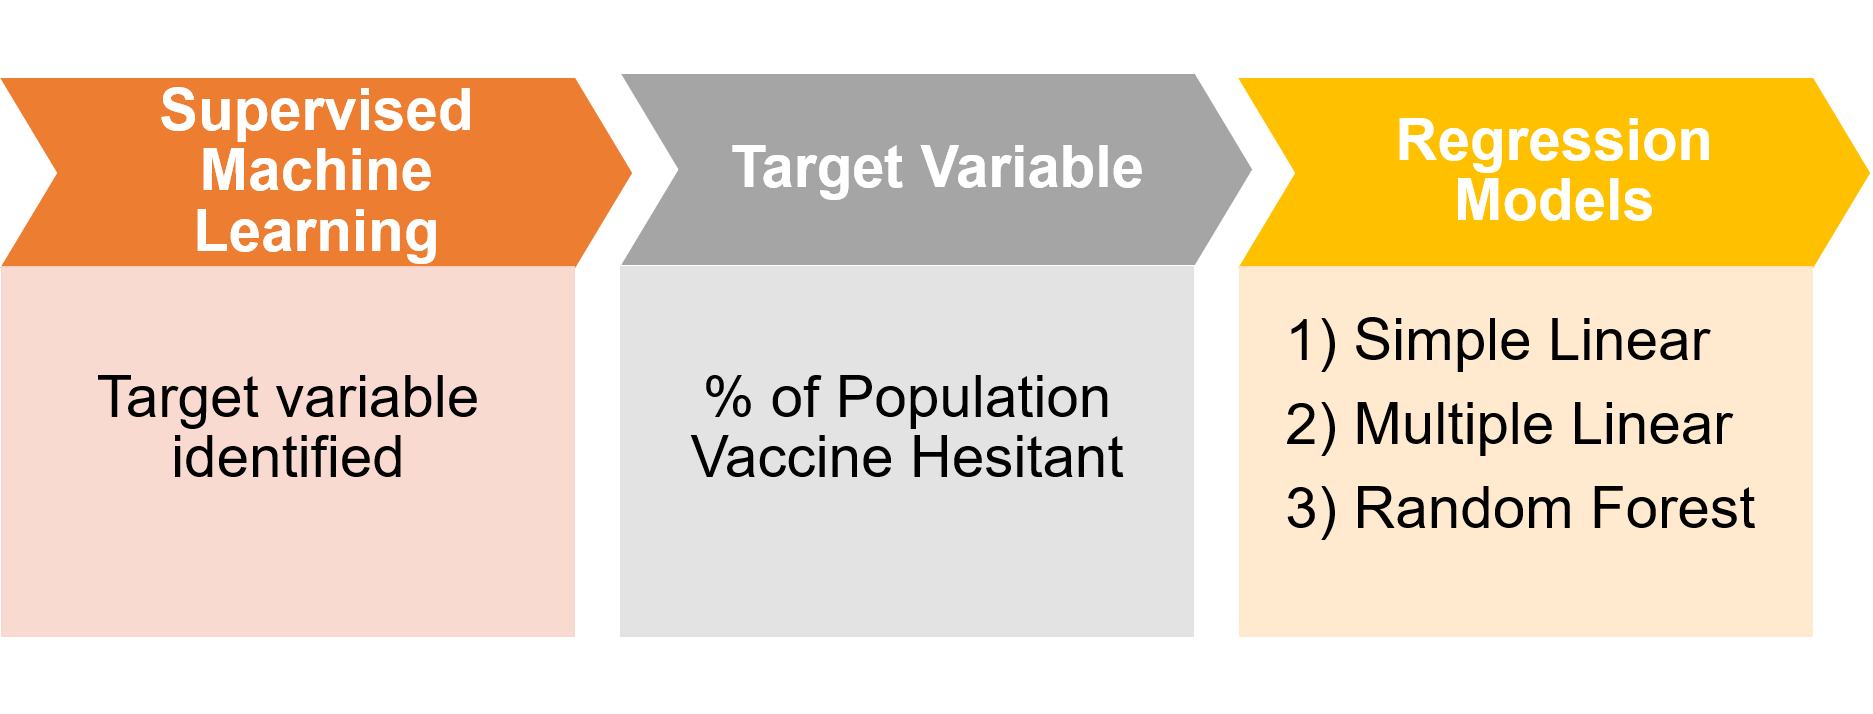 Supervised
Machine
Learning
Target variable
identified
Target Variable
% of Population
Vaccine Hesitant
Regression
Models
1) Simple Linear
2) Multiple Linear
3) Random Forest